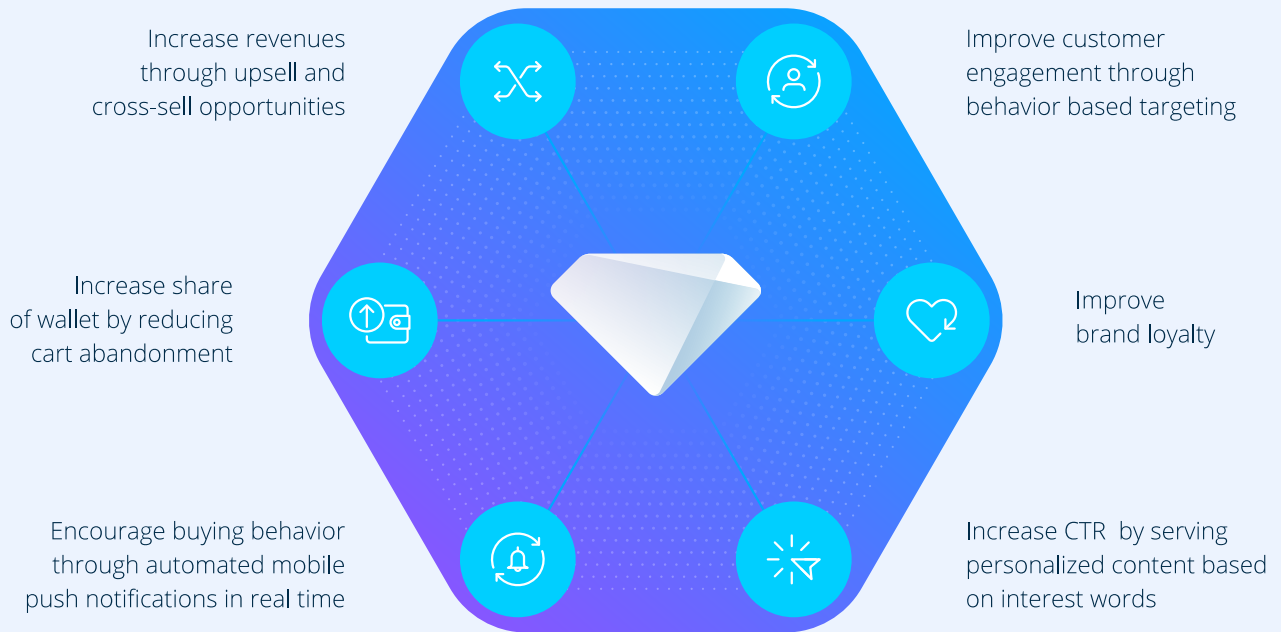 Increase revenues
through upsell and
cross-sell opportunities
Improve customer
engagement through
behavior based targeting
Increase share
of wallet by reducing
cart abandonment
Improve
brand loyalty
Encourage buying behavior
through automated mobile
push notifications in real time
Increase CTR by serving
personalized content based
on interest words